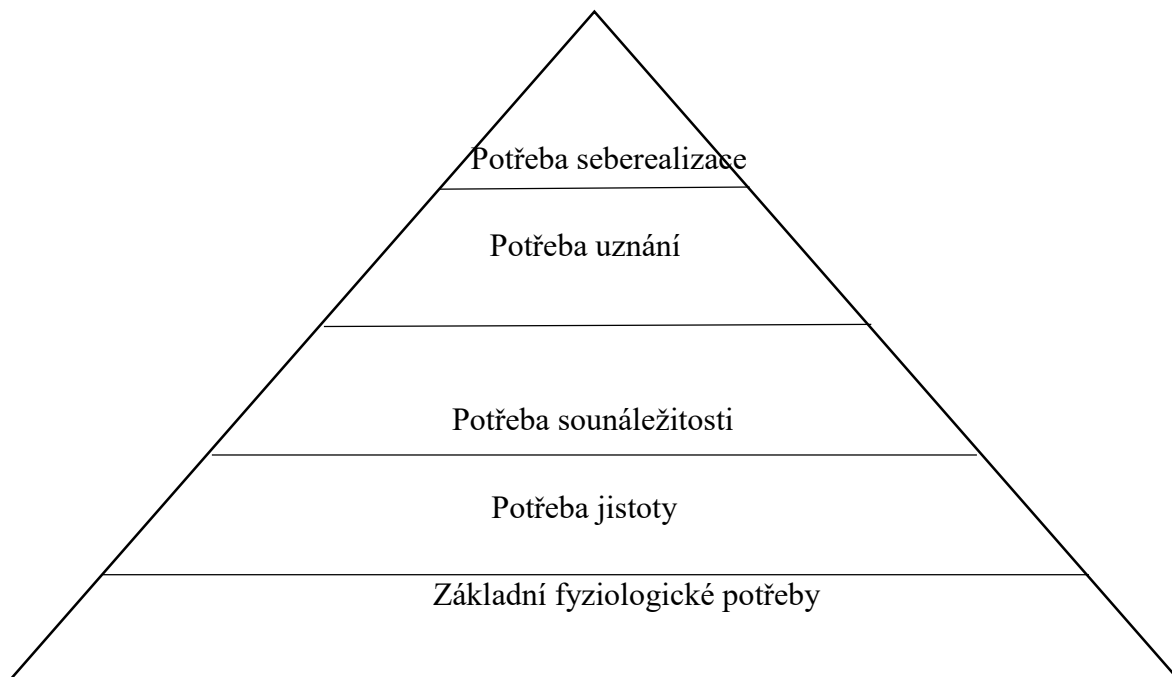 Potřeba seberealizace
Potřeba uznání
Potřeba sounáležitosti
Potřeba jistoty
Základní fyziologické potřeby